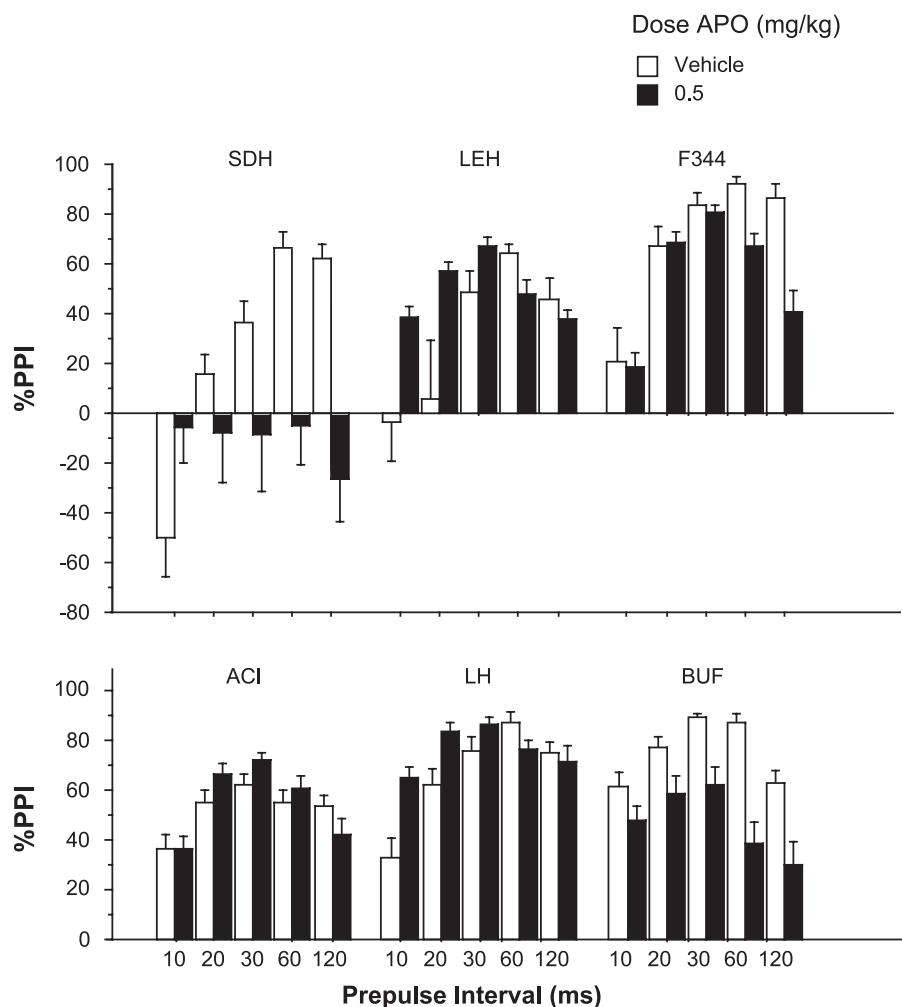 Dose APO (mg/kg)
Vehicle
0.5
SDH LEH F344
%PPI
100
80
60
40
20
0
-20
-40
-60
-80
ACI LH BUF
%PPI
100
80
60
40
20
0
10 20 30 60 120 10 20 30 60 120 10 20 30 60 120
Prepulse Interval (ms)